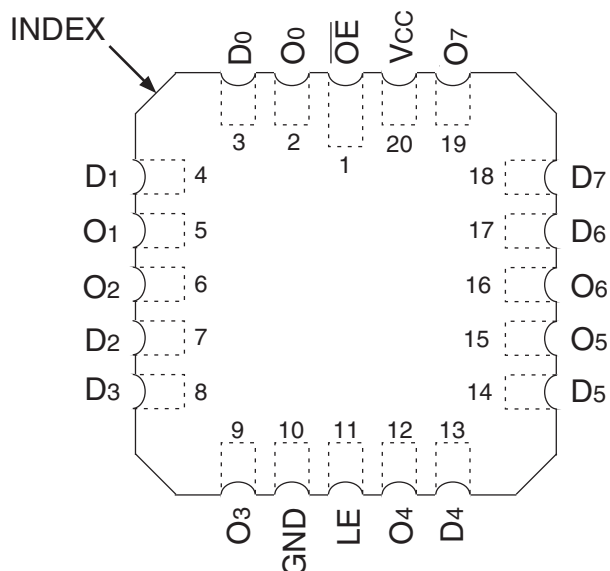 INDEX
D0 O0 O̅E̅ VCC O7
3 2 1 20 19
D1 4 18 D7
O1 5 17 D6
O2 6 16 O6
D2 7 15 O5
D3 8 14 D5
9 10 11 12 13
O3 GND LE O4 D4